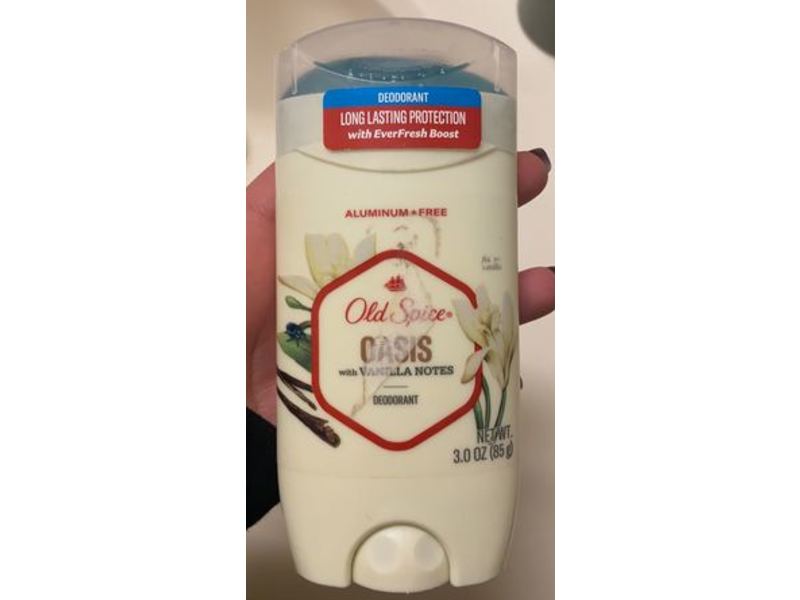 DEODORANT
LONG LASTING PROTECTION
with EverFresh Boost
ALUMINUM★FREE
Old Spice®
OASIS
with VANILLA NOTES
DEODORANT
NET WT.
3.0 OZ (85 g)